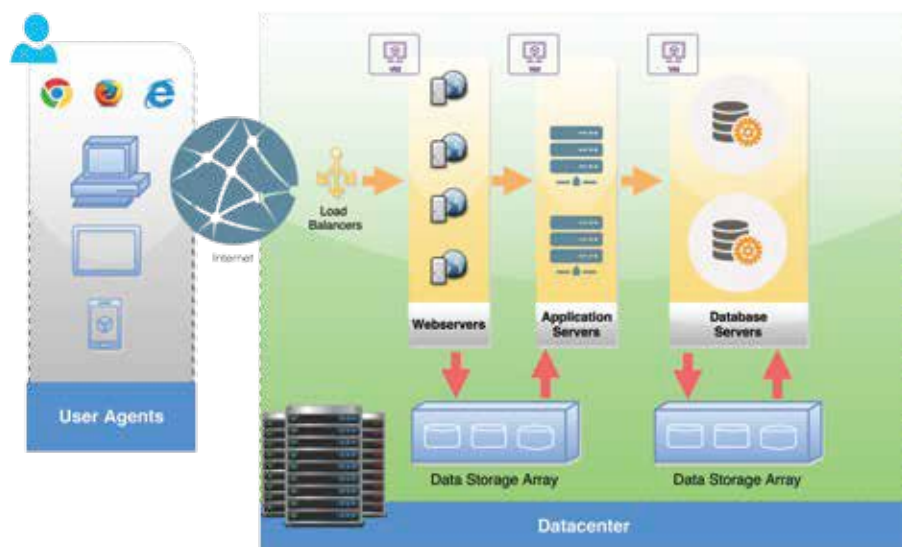 Internet
Load
Balancers
Webservers
Application
Servers
Database
Servers
User Agents
Data Storage Array
Data Storage Array
Datacenter